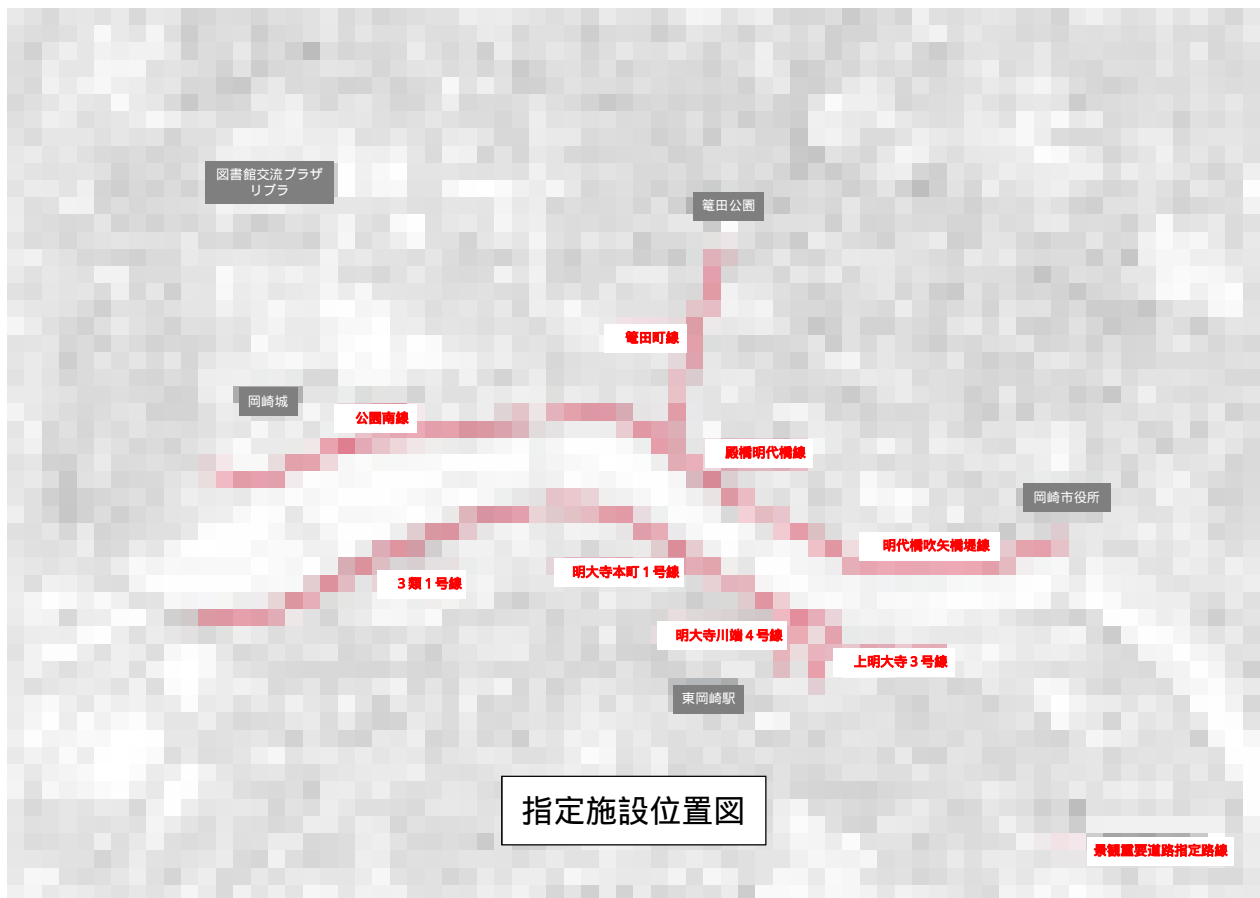 図書館交流プラザ
リブラ
篭田公園
篭田町線
岡崎城
公園南線
殿橋明代橋線
岡崎市役所
明代橋吹矢橋堤線
明大寺本町1号線
3類1号線
明大寺川端4号線
上明大寺3号線
東岡崎駅
指定施設位置図
景観重要道路指定路線